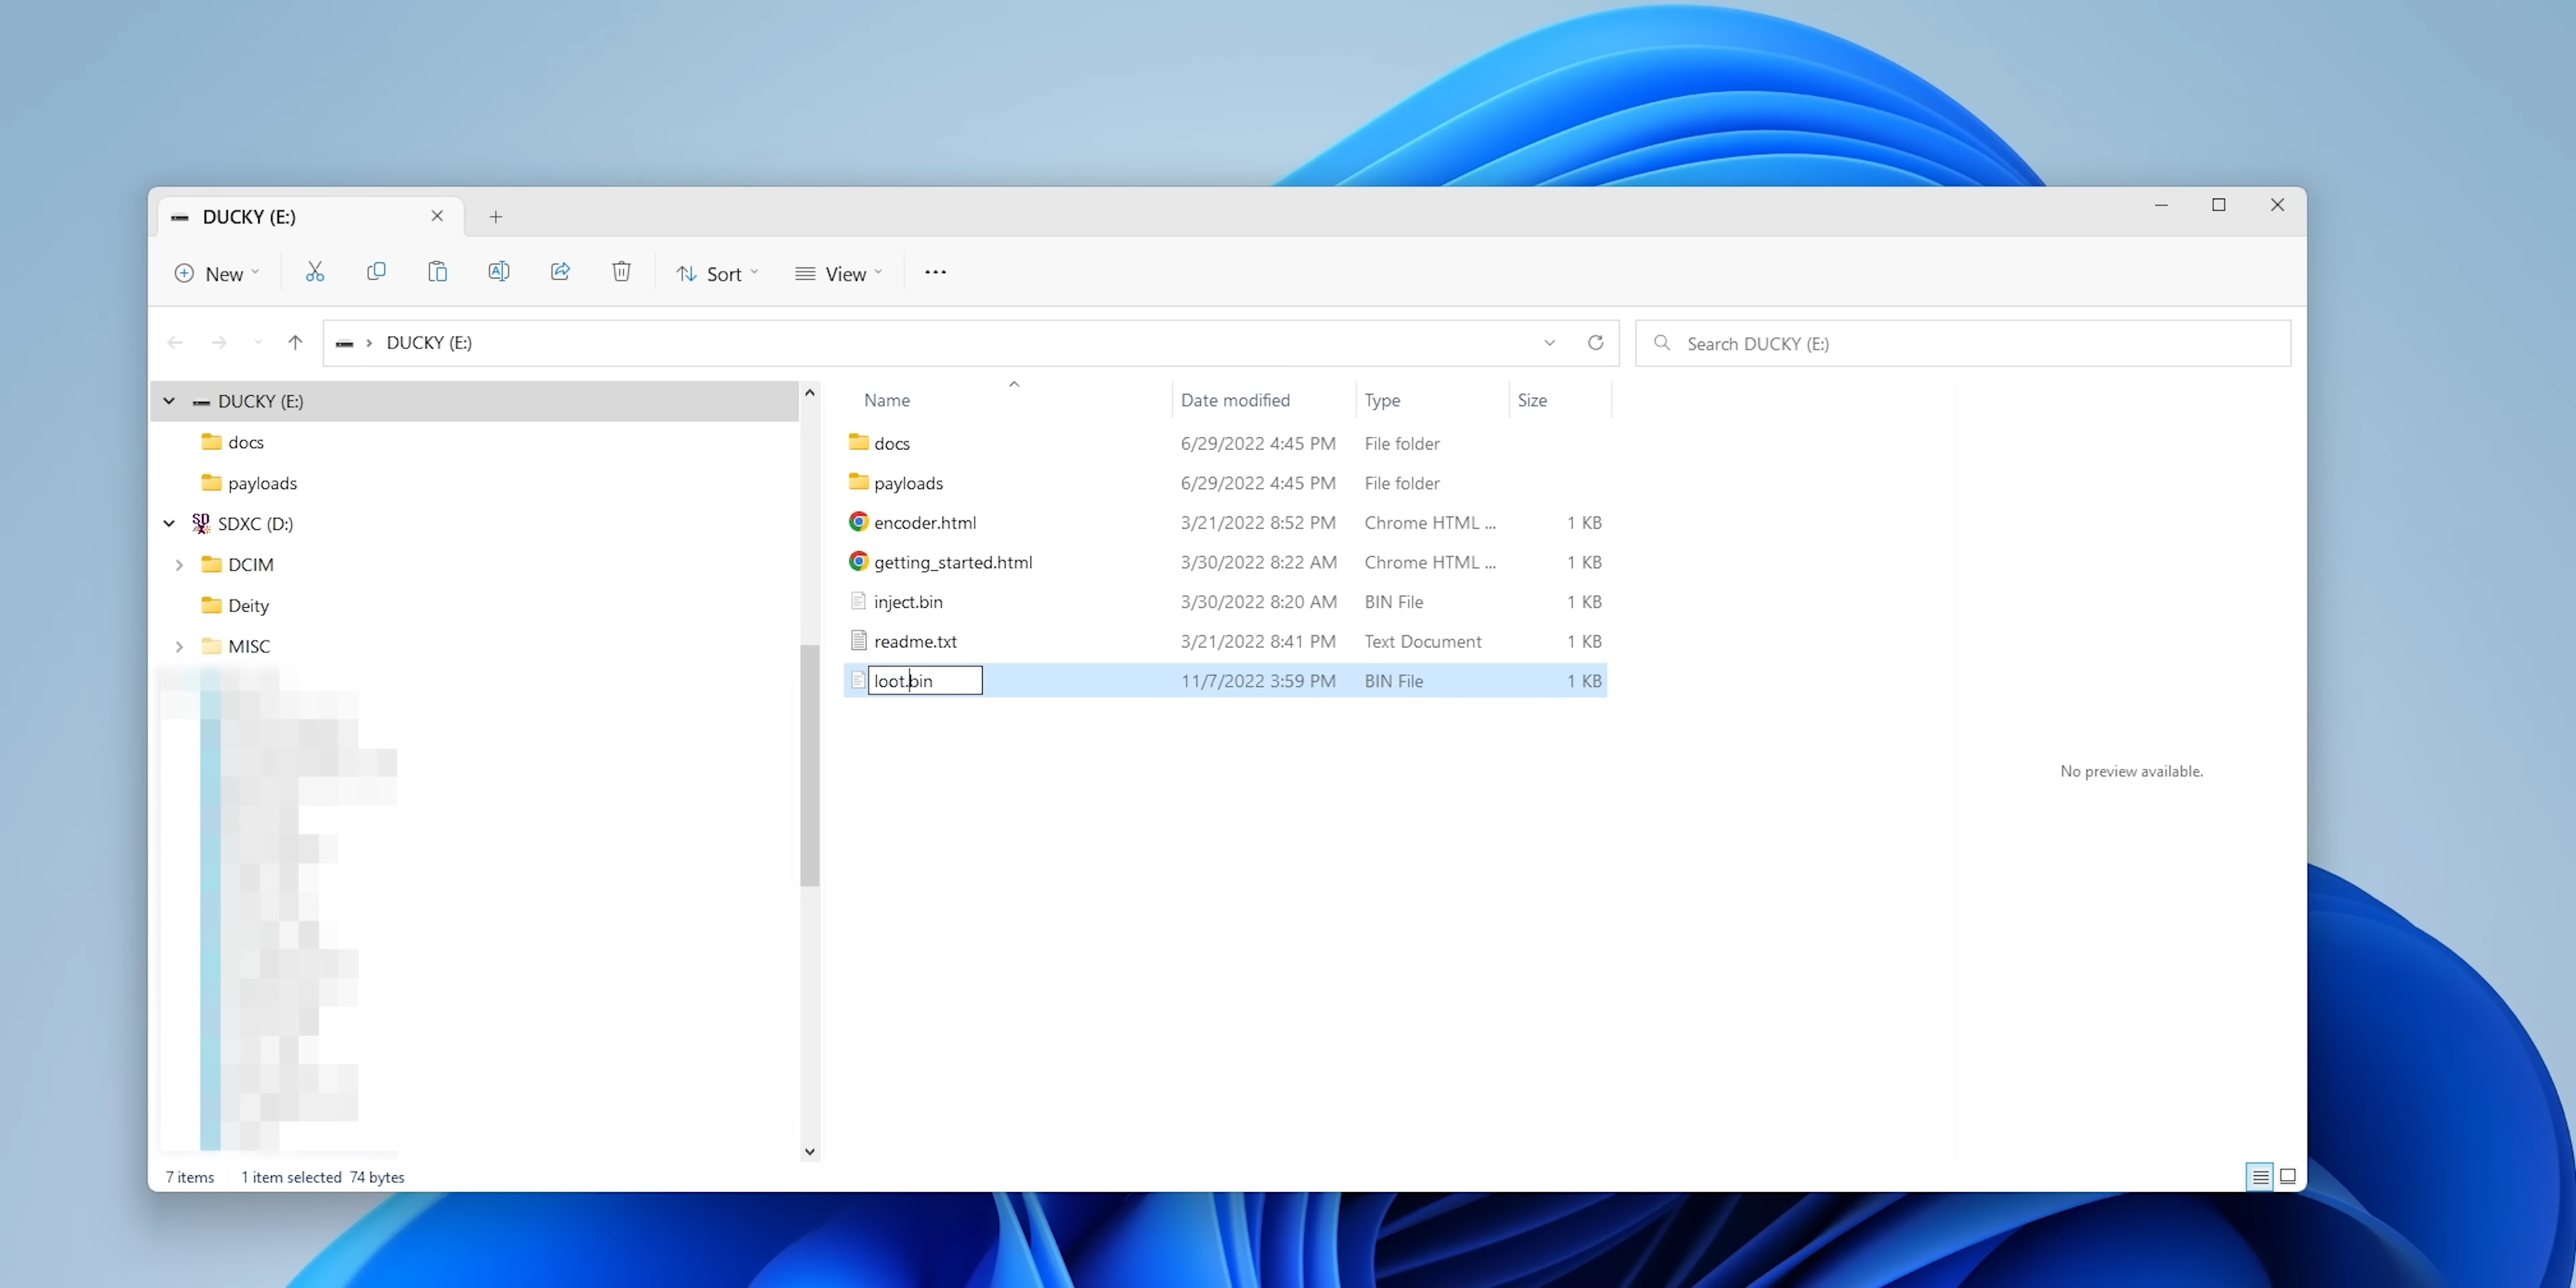 DUCKY (E:)
New
Sort
View
DUCKY (E:)
Search DUCKY (E:)
DUCKY (E:)
docs
payloads
SDXC (D:)
DCIM
Deity
MISC
Name Date modified Type Size
docs 6/29/2022 4:45 PM File folder
payloads 6/29/2022 4:45 PM File folder
encoder.html 3/21/2022 8:52 PM Chrome HTML ... 1 KB
getting_started.html 3/30/2022 8:22 AM Chrome HTML ... 1 KB
inject.bin 3/30/2022 8:20 AM BIN File 1 KB
readme.txt 3/21/2022 8:41 PM Text Document 1 KB
loot.bin 11/7/2022 3:59 PM BIN File 1 KB
No preview available.
7 items 1 item selected 74 bytes